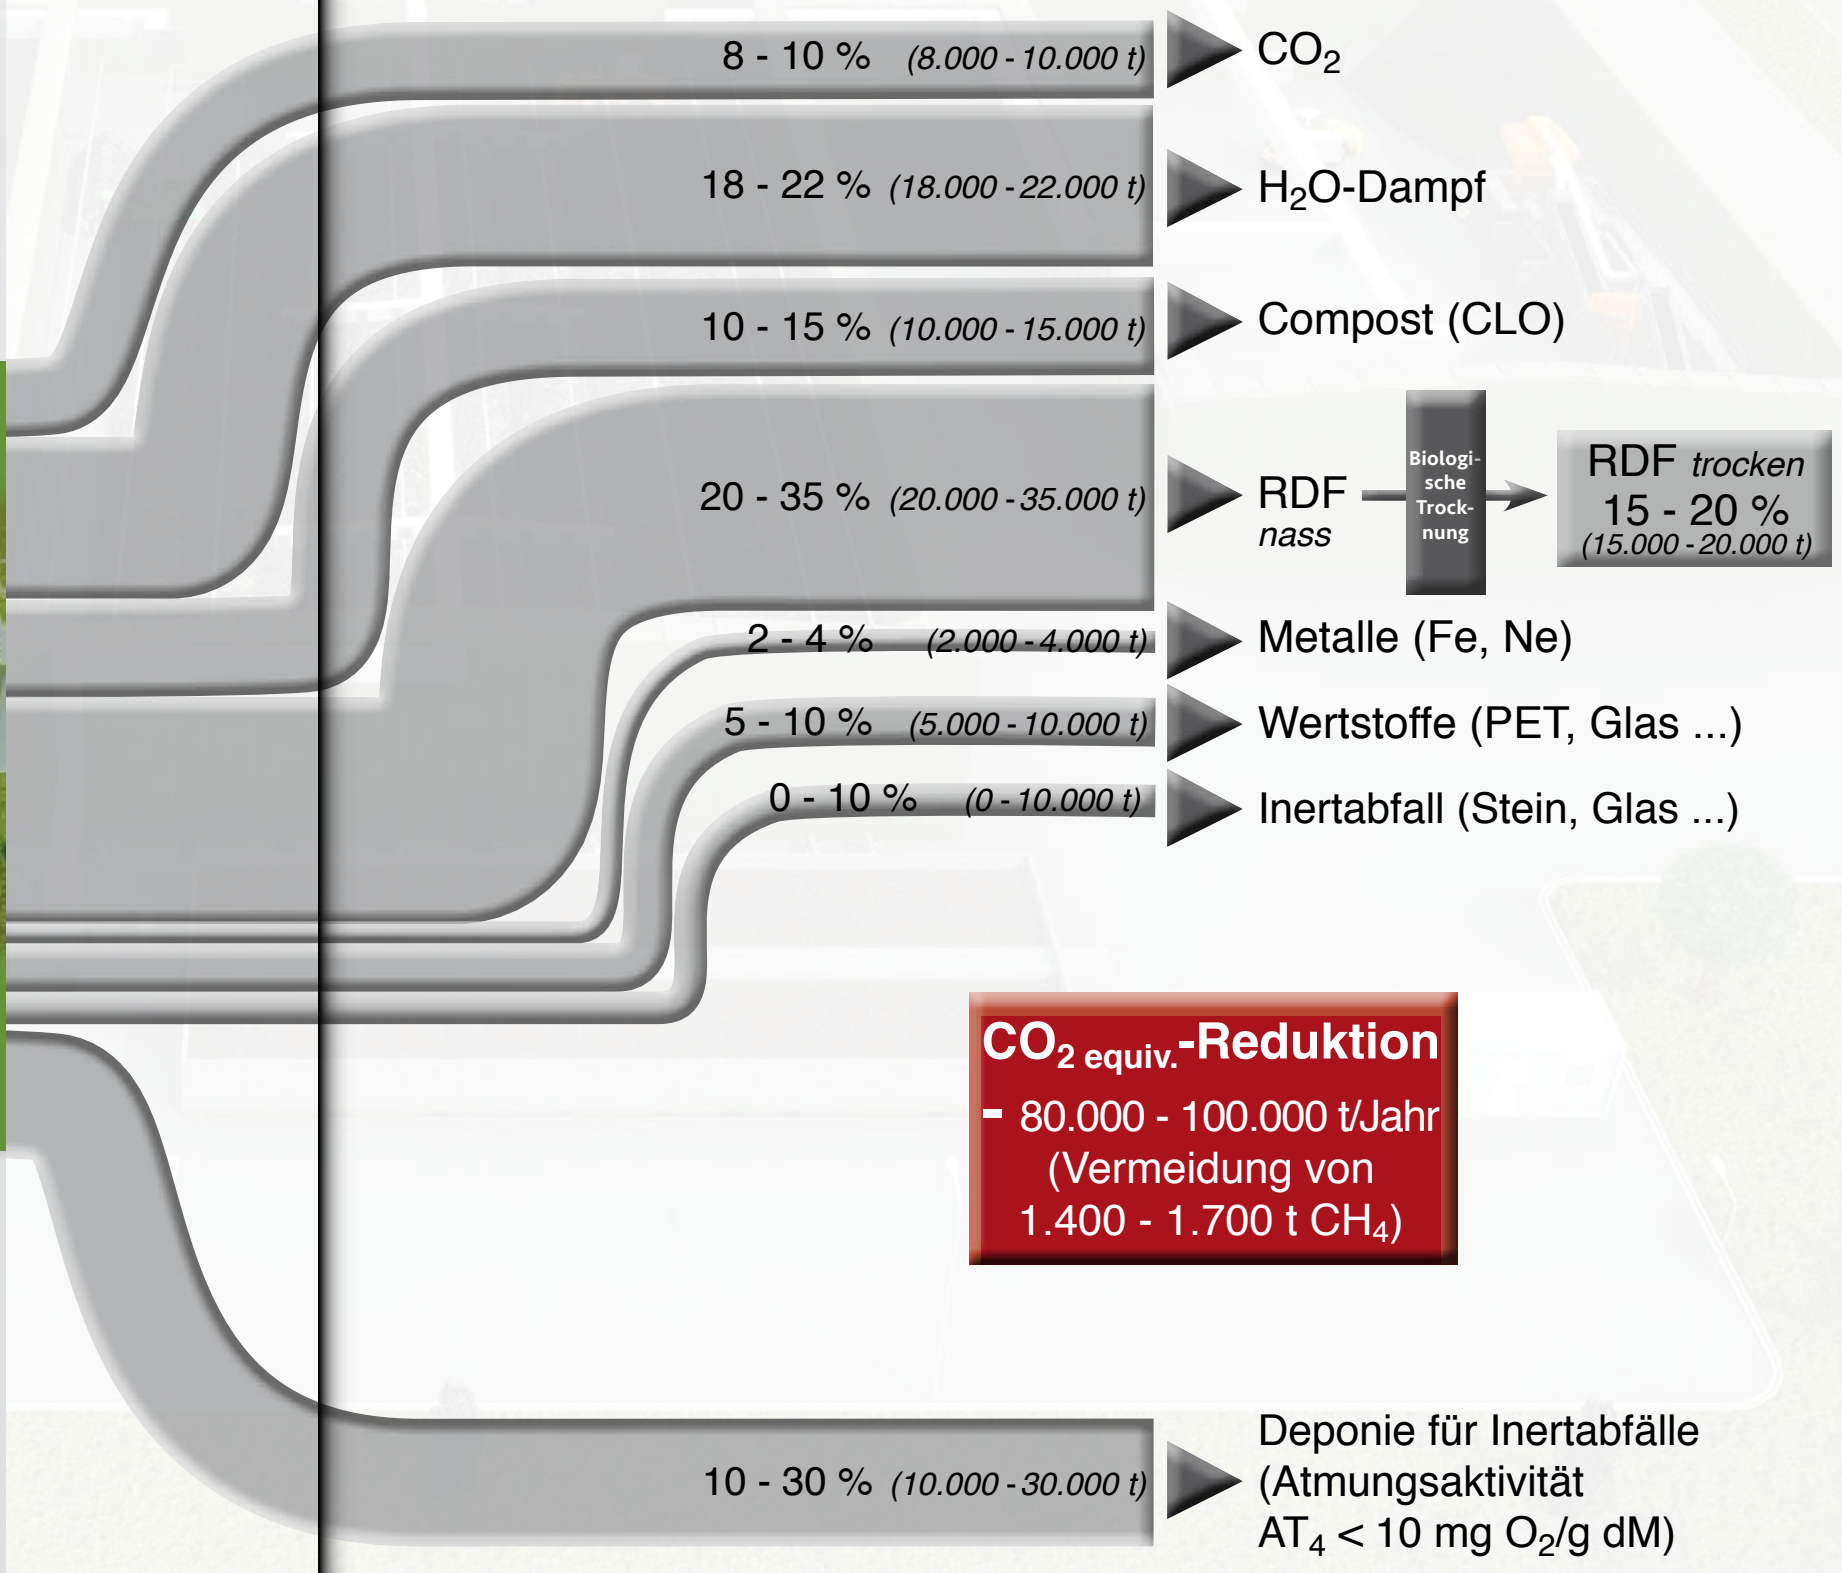 8 - 10 % (8.000 - 10.000 t) CO₂
18 - 22 % (18.000 - 22.000 t) H₂O-Dampf
10 - 15 % (10.000 - 15.000 t) Compost (CLO)
20 - 35 % (20.000 - 35.000 t) RDF
nass
Biologi-
sche
Trock-
nung
RDF trocken
15 - 20 %
(15.000 - 20.000 t)
2 - 4 % (2.000 - 4.000 t) Metalle (Fe, Ne)
5 - 10 % (5.000 - 10.000 t) Wertstoffe (PET, Glas ...)
0 - 10 % (0 - 10.000 t) Inertabfall (Stein, Glas ...)
CO₂ equiv.-Reduktion
- 80.000 - 100.000 t/Jahr
(Vermeidung von
1.400 - 1.700 t CH₄)
10 - 30 % (10.000 - 30.000 t)
Deponie für Inertabfälle
(Atmungsaktivität
AT₄ < 10 mg O₂/g dM)